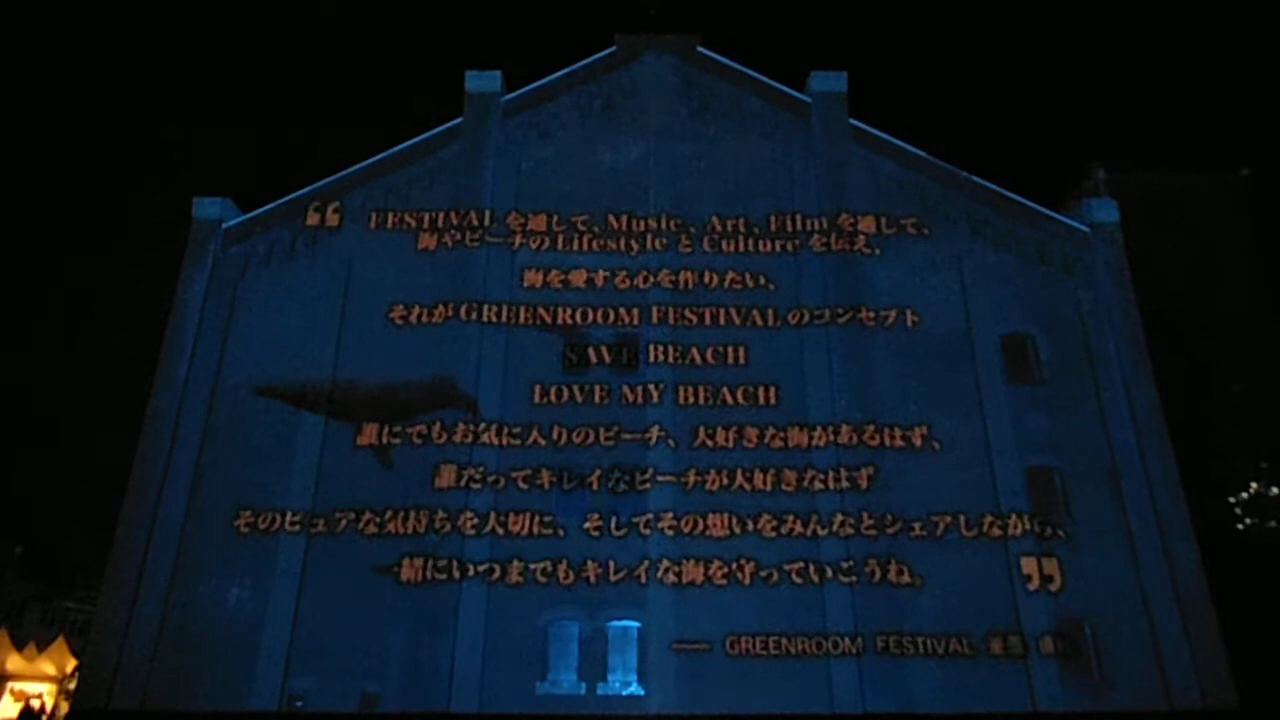 “ FESTIVAL を通して、Music、Art、Film を通して、
海やビーチの Lifestyle と Culture を伝え、
海を愛する心を作りたい、
それが GREENROOM FESTIVAL のコンセプト
SAVE BEACH
LOVE MY BEACH
誰にでもお気に入りのビーチ、大好きな海があるはず、
誰だってキレイなビーチが大好きなはず
そのピュアな気持ちを大切に、そしてその想いをみんなとシェアしながら、
一緒にいつまでもキレイな海を守っていこうね。 ”
— GREENROOM FESTIVAL